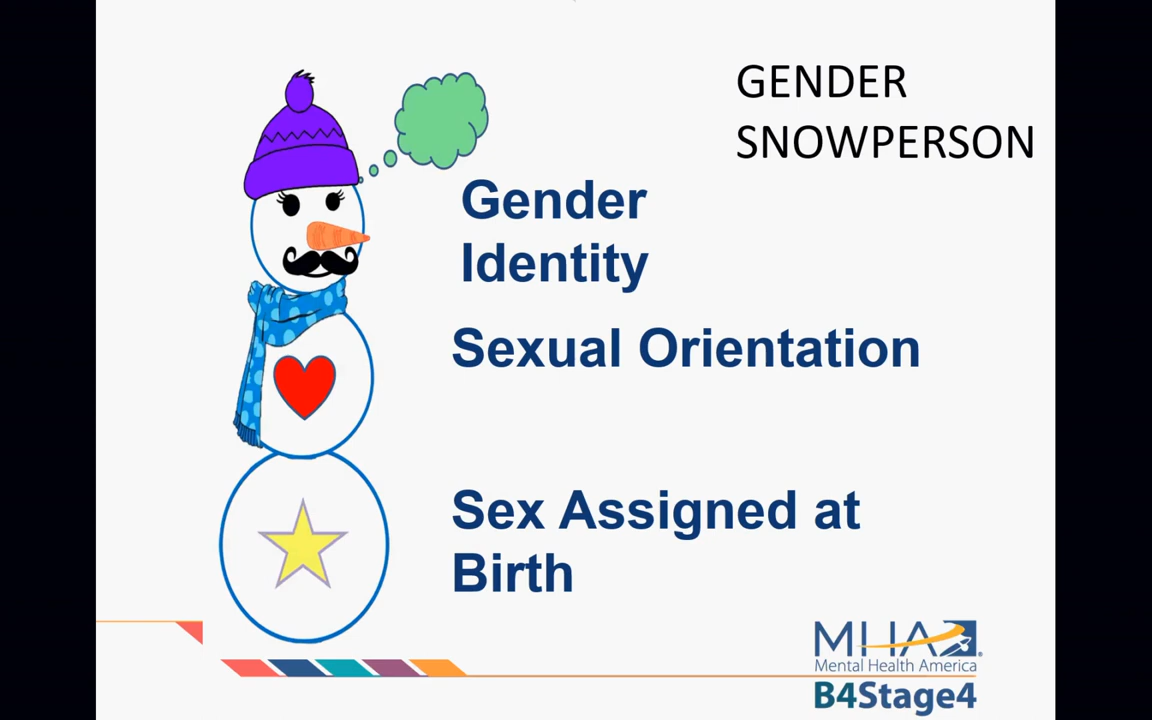 GENDER
SNOWPERSON
Gender
Identity
Sexual Orientation
Sex Assigned at
Birth
MHA®
Mental Health America
B4Stage4